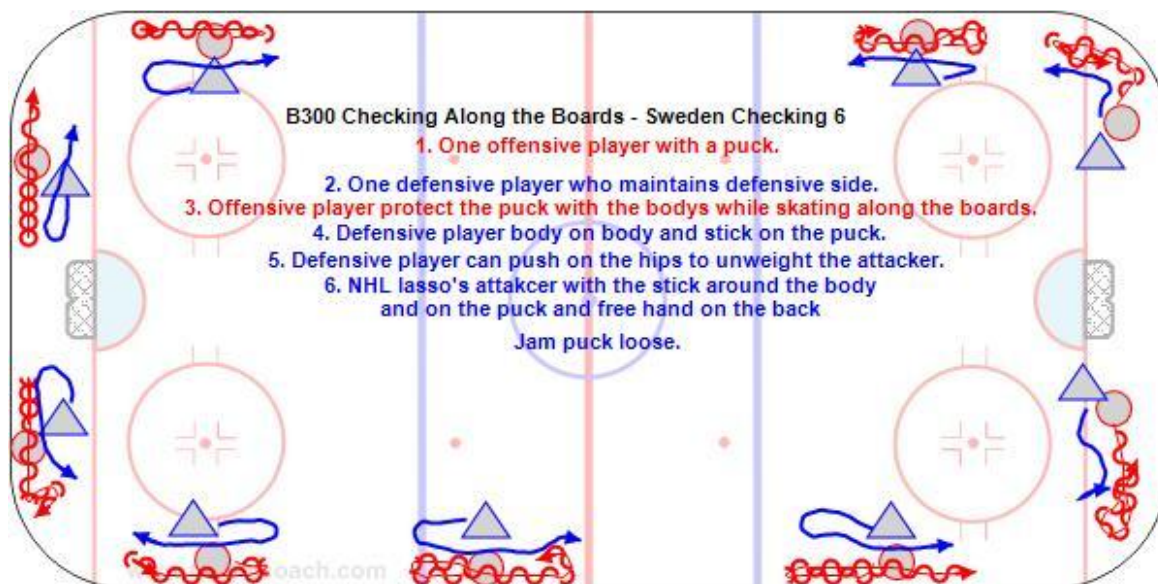 B300 Checking Along the Boards - Sweden Checking 6
1. One offensive player with a puck.
2. One defensive player who maintains defensive side.
3. Offensive player protect the puck with the bodys while skating along the boards.
4. Defensive player body on body and stick on the puck.
5. Defensive player can push on the hips to unweight the attacker.
6. NHL lasso's attakcer with the stick around the body
and on the puck and free hand on the back
Jam puck loose.
oach.com